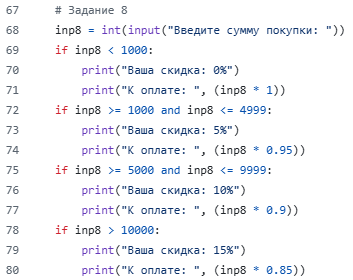 67 # Задание 8
68 inp8 = int(input("Введите сумму покупки: "))
69 if inp8 < 1000:
70     print("Ваша скидка: 0%")
71     print("К оплате: ", (inp8 * 1))
72 if inp8 >= 1000 and inp8 <= 4999:
73     print("Ваша скидка: 5%")
74     print("К оплате: ", (inp8 * 0.95))
75 if inp8 >= 5000 and inp8 <= 9999:
76     print("Ваша скидка: 10%")
77     print("К оплате: ", (inp8 * 0.9))
78 if inp8 > 10000:
79     print("Ваша скидка: 15%")
80     print("К оплате: ", (inp8 * 0.85))